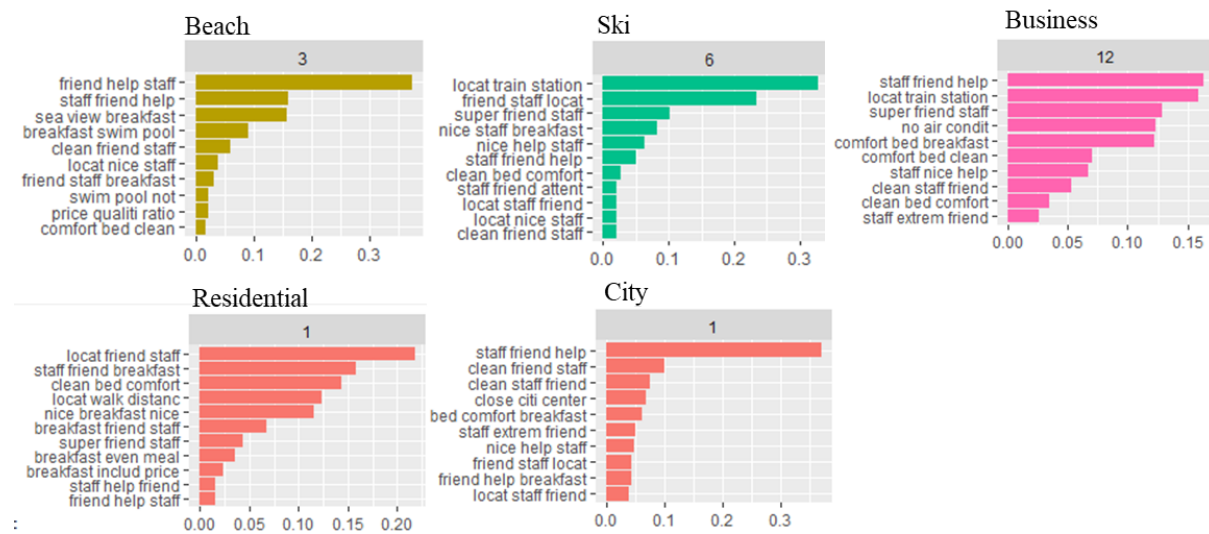 Beach
3
friend help staff
staff friend help
sea view breakfast
breakfast swim pool
clean friend staff
locat nice staff
friend staff breakfast
swim pool not
price qualiti ratio
comfort bed clean
0.0 0.1 0.2 0.3
Ski
6
locat train station
friend staff locat
super friend staff
nice staff breakfast
nice help staff
staff friend help
clean bed comfort
staff friend attent
locat staff friend
locat nice staff
clean friend staff
0.0 0.1 0.2 0.3
Business
12
staff friend help
locat train station
super friend staff
no air condit
comfort bed breakfast
comfort bed clean
staff nice help
clean staff friend
clean bed comfort
staff extrem friend
0.00 0.05 0.10 0.15
Residential
1
locat friend staff
staff friend breakfast
clean bed comfort
locat walk distanc
nice breakfast nice
breakfast friend staff
super friend staff
breakfast even meal
breakfast includ price
staff help friend
friend help staff
0.00 0.05 0.10 0.15 0.20
:
City
1
staff friend help
clean friend staff
clean staff friend
close citi center
bed comfort breakfast
staff extrem friend
nice help staff
friend staff locat
friend help breakfast
locat staff friend
0.0 0.1 0.2 0.3